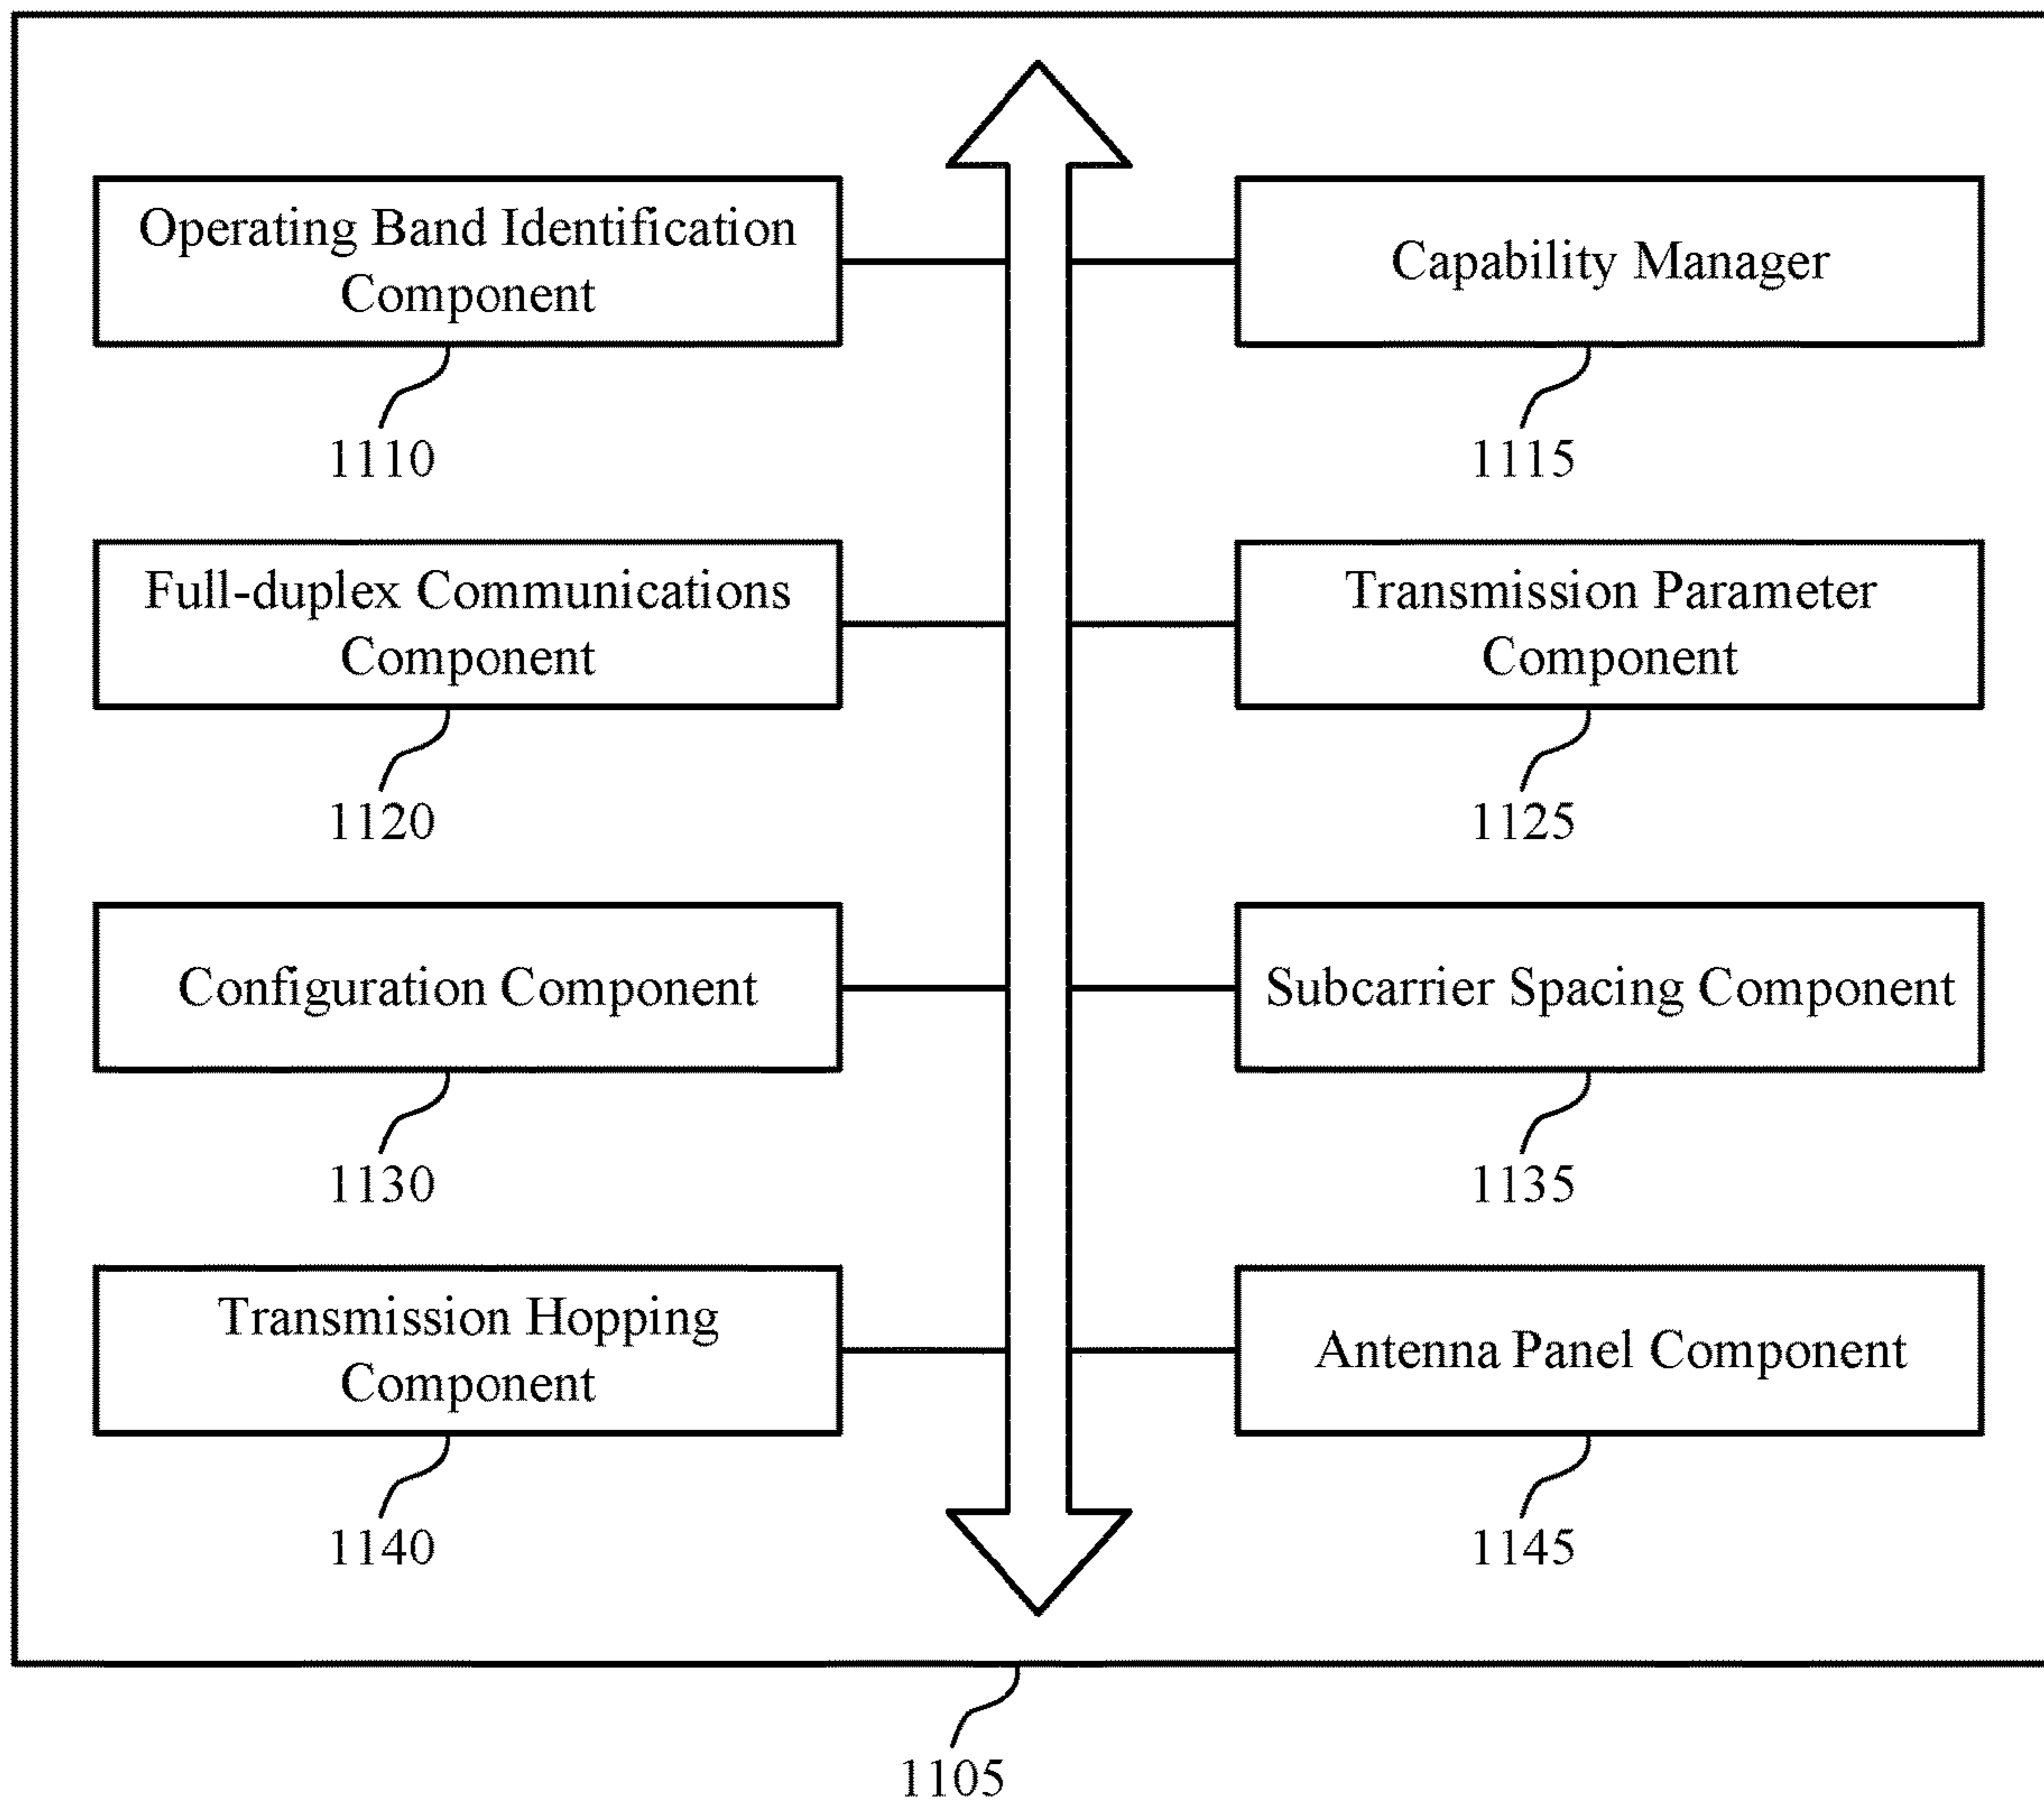 Operating Band Identification
Component
1110
Capability Manager
1115
Full-duplex Communications
Component
1120
Transmission Parameter
Component
1125
Configuration Component
1130
Subcarrier Spacing Component
1135
Transmission Hopping
Component
1140
Antenna Panel Component
1145
1105